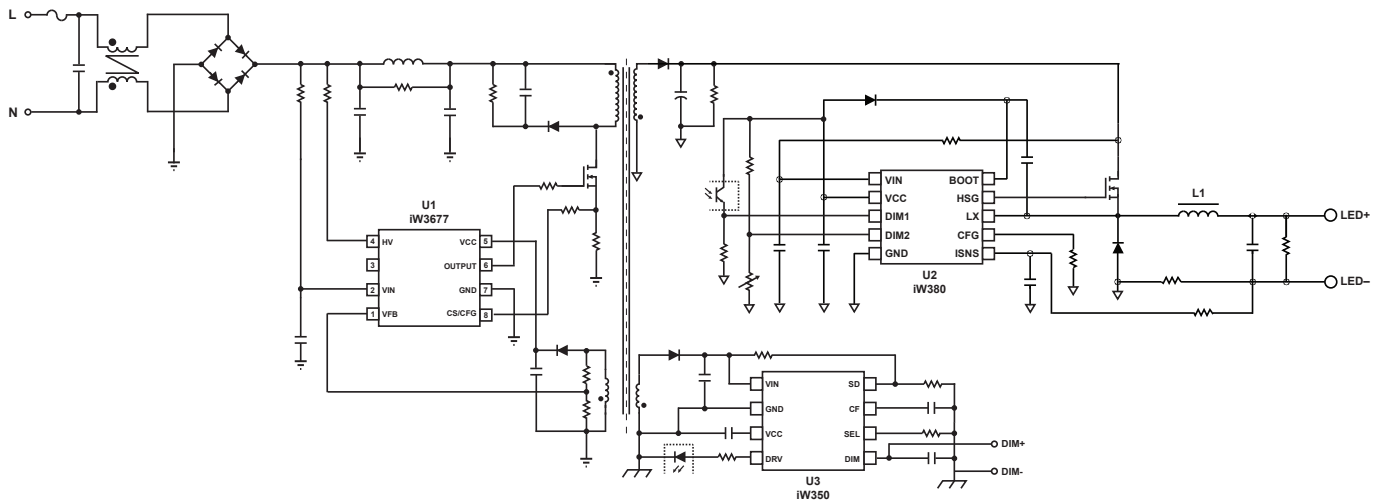 L
N
U1
iW3677
4 HV
3
2 VIN
1 VFB
VCC 5
OUTPUT 6
GND 7
CS/CFG 8
VIN
VCC
DIM1
DIM2
GND
BOOT
HSG
LX
CFG
ISNS
U2
iW380
L1
LED+
LED–
VIN
GND
VCC
DRV
SD
CF
SEL
DIM
U3
iW350
DIM+
DIM-